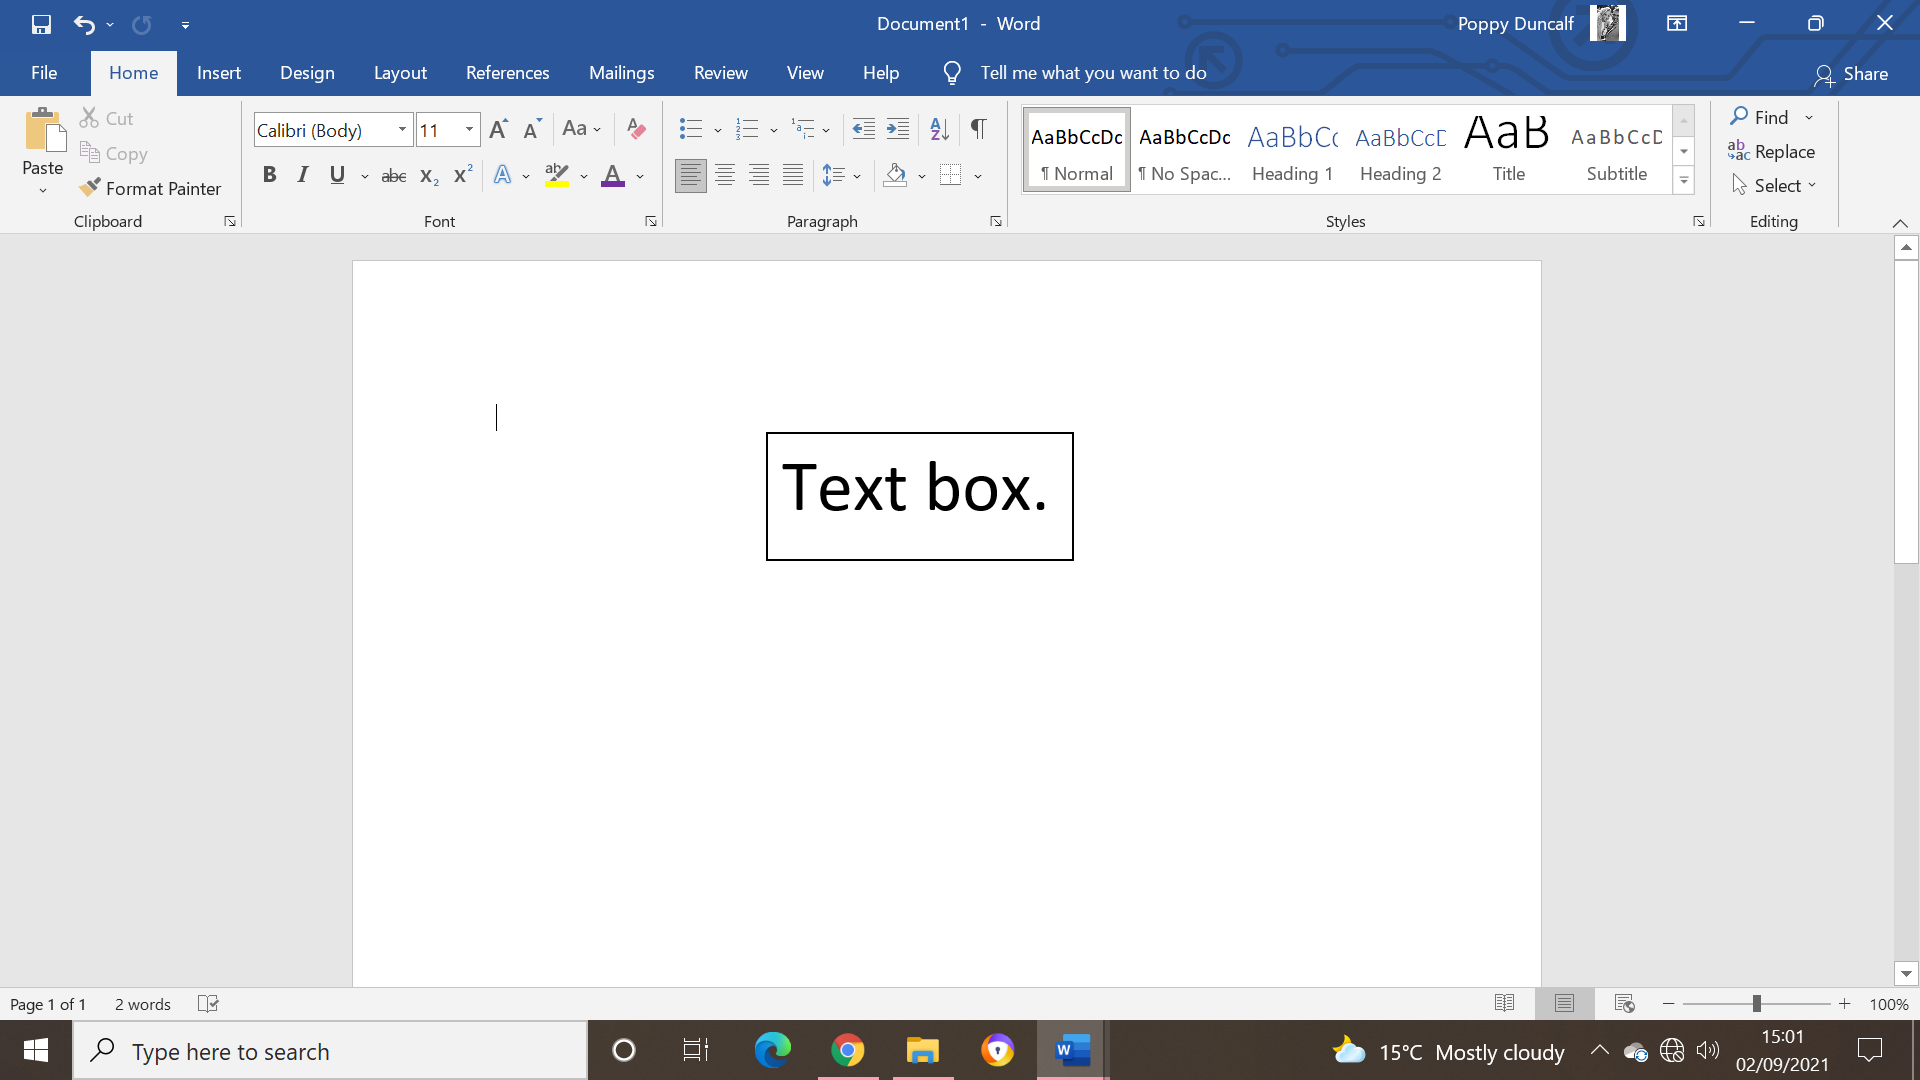 Document1 - Word
Poppy Duncalf
File Home Insert Design Layout References Mailings Review View Help Tell me what you want to do Share
Paste
Cut
Copy
Format Painter
Clipboard
Calibri (Body) 11
Font
Paragraph
AaBbCcDc AaBbCcDc AaBbCc AaBbCcD AaB AaBbCcD
¶ Normal ¶ No Spac... Heading 1 Heading 2 Title Subtitle
Styles
Find
Replace
Select
Editing
Text box.
Page 1 of 1 2 words 100%
Type here to search
15°C Mostly cloudy
15:01
02/09/2021